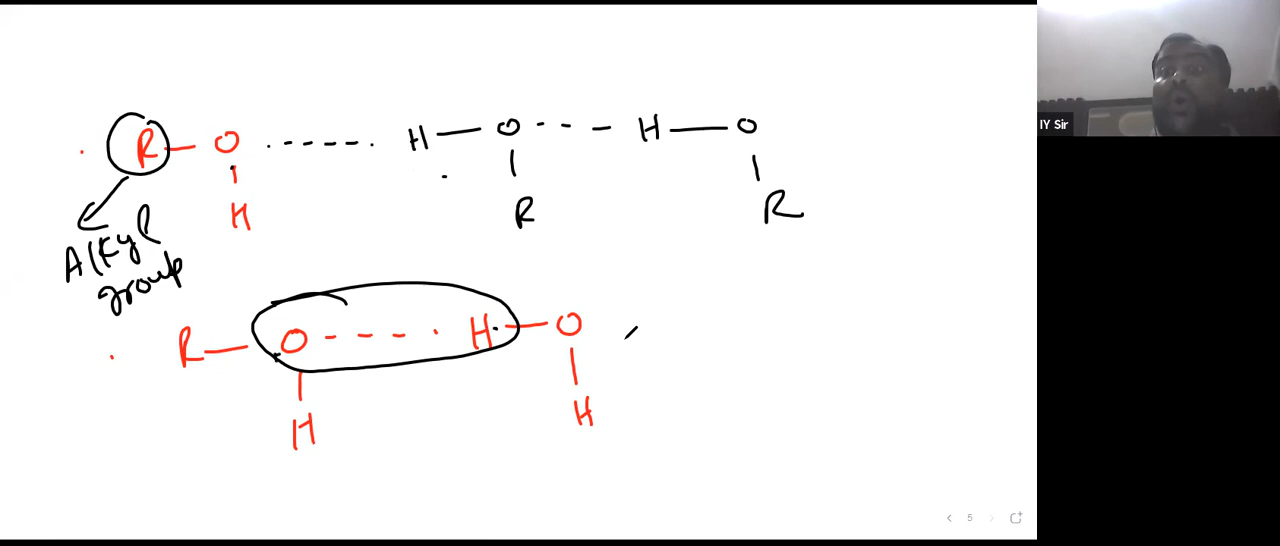 R — O ...... H — O - - - H — O
H R R
Alkyl
group
R — O - - - . H — O
H H
IY Sir
5